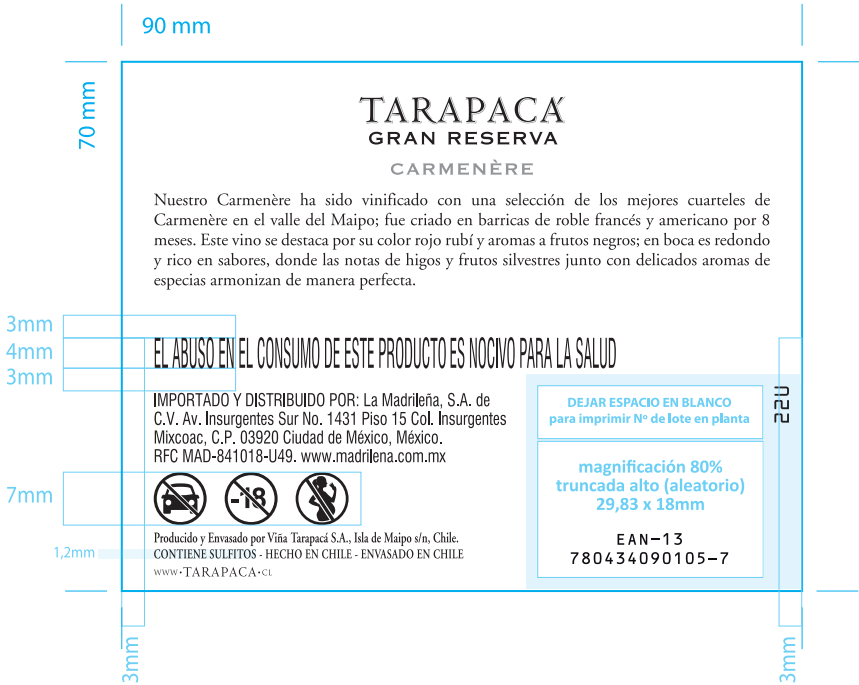 90 mm
70 mm
TARAPACÁ
GRAN RESERVA
CARMENÈRE
Nuestro Carmenère ha sido vinificado con una selección de los mejores cuarteles de
Carmenère en el valle del Maipo; fue criado en barricas de roble francés y americano por 8
meses. Este vino se destaca por su color rojo rubí y aromas a frutos negros; en boca es redondo
y rico en sabores, donde las notas de higos y frutos silvestres junto con delicados aromas de
especias armonizan de manera perfecta.
3mm
4mm
3mm
EL ABUSO EN EL CONSUMO DE ESTE PRODUCTO ES NOCIVO PARA LA SALUD
IMPORTADO Y DISTRIBUIDO POR: La Madrileña, S.A. de
C.V. Av. Insurgentes Sur No. 1431 Piso 15 Col. Insurgentes
Mixcoac, C.P. 03920 Ciudad de México, México.
RFC MAD-841018-U49. www.madrilena.com.mx
DEJAR ESPACIO EN BLANCO
para imprimir Nº de lote en planta
22U
7mm
-18
magnificación 80%
truncada alto (aleatorio)
29,83 x 18mm
EAN-13
780434090105-7
Producido y Envasado por Viña Tarapacá S.A., Isla de Maipo s/n, Chile.
1,2mm
CONTIENE SULFITOS - HECHO EN CHILE - ENVASADO EN CHILE
WWW•TARAPACA•CL
3mm
3mm